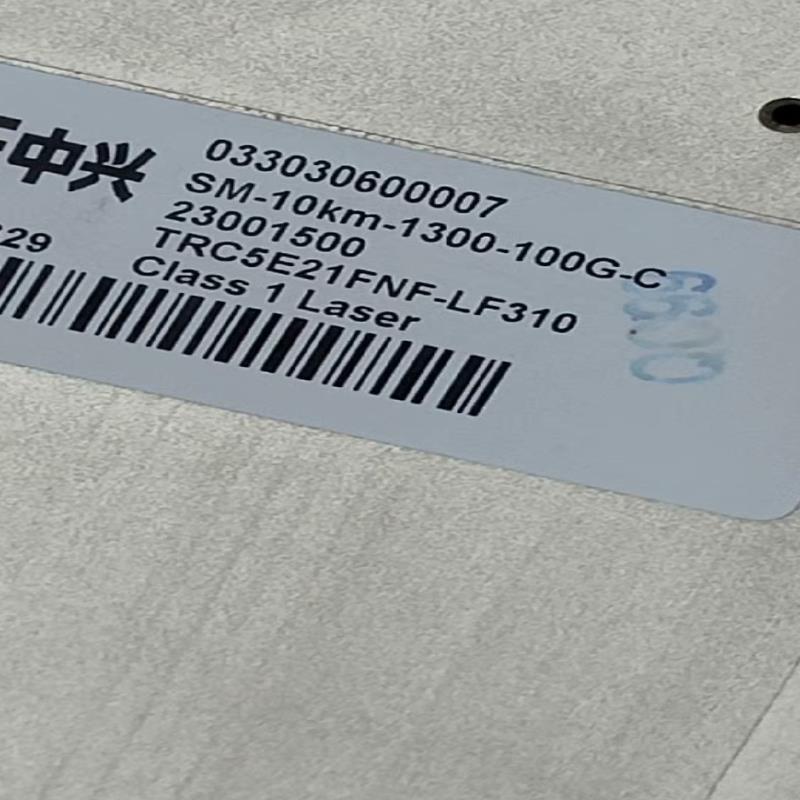 中兴
033030600007
SM-10km-1300-100G-C
23001500
TRC5E21FNF-LF310
29
Class 1 Laser